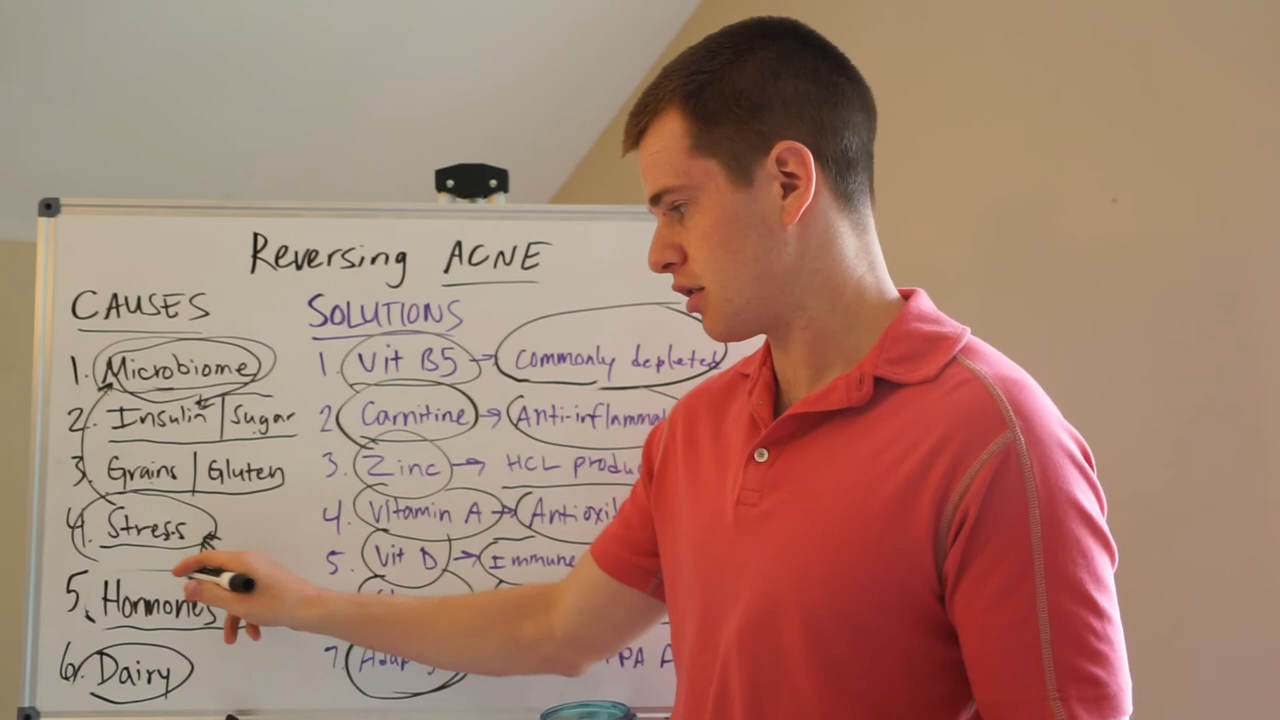 Reversing ACNE
CAUSES
1. Microbiome
2. Insulin | Sugar
3. Grains | Gluten
4. Stress
5. Hormones
6. Dairy
SOLUTIONS
1. Vit B5 → commonly depleted
2. Carnitine → Anti-inflammat
3. Zinc → HCL produ
4. Vitamin A → Antioxi
5. Vit D → Immune
7. Adap PA A